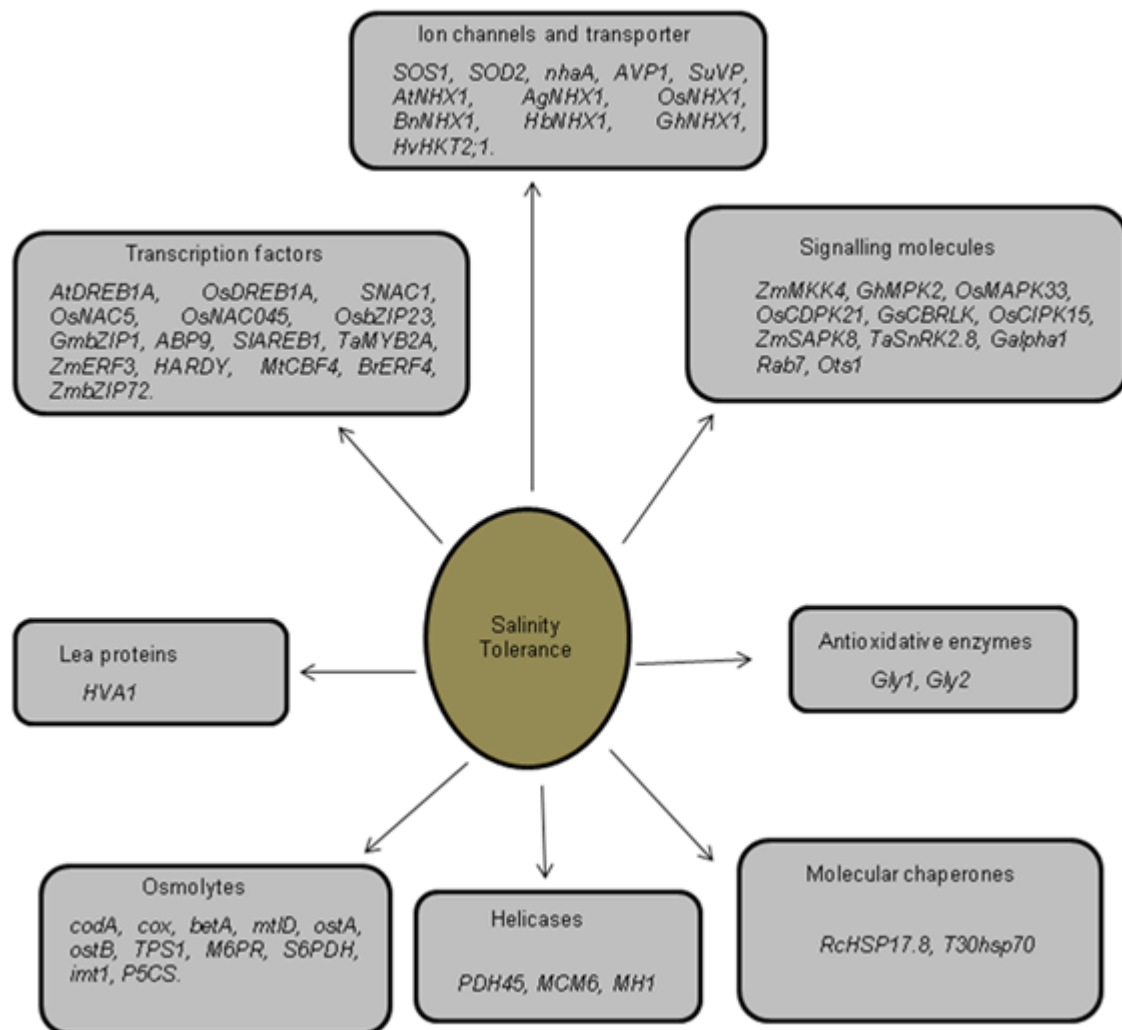 Ion channels and transporter
SOS1, SOD2, nhaA, AVP1, SuVP,
AtNHX1, AgNHX1, OsNHX1,
BnNHX1, HbNHX1, GhNHX1,
HvHKT2;1.
Transcription factors
AtDREB1A, OsDREB1A, SNAC1,
OsNAC5, OsNAC045, OsbZIP23,
GmbZIP1, ABP9, SlAREB1, TaMYB2A,
ZmERF3, HARDY, MtCBF4, BrERF4,
ZmbZIP72.
Signalling molecules
ZmMKK4, GhMPK2, OsMAPK33,
OsCDPK21, GsCBRLK, OsCIPK15,
ZmSAPK8, TaSnRK2.8, Galpha1
Rab7, Ots1
Salinity
Tolerance
Lea proteins
HVA1
Antioxidative enzymes
Gly1, Gly2
Osmolytes
codA, cox, betA, mtlD, ostA,
ostB, TPS1, M6PR, S6PDH,
imt1, P5CS.
Helicases
PDH45, MCM6, MH1
Molecular chaperones
RcHSP17.8, T30hsp70